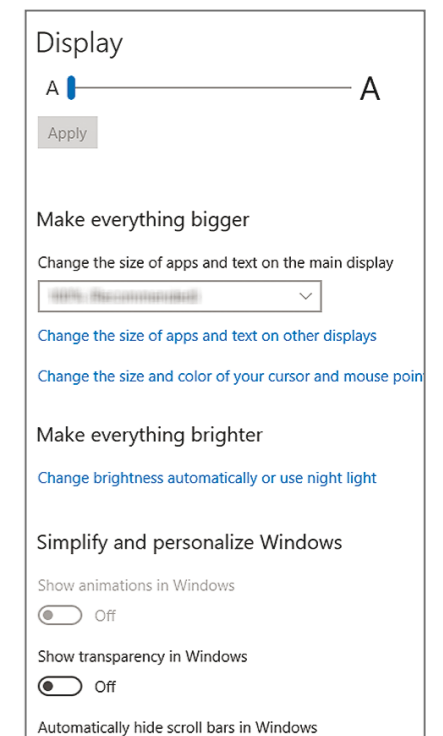 Display
A A
Apply
Make everything bigger
Change the size of apps and text on the main display
Change the size of apps and text on other displays
Change the size and color of your cursor and mouse poin
Make everything brighter
Change brightness automatically or use night light
Simplify and personalize Windows
Show animations in Windows
Off
Show transparency in Windows
Off
Automatically hide scroll bars in Windows